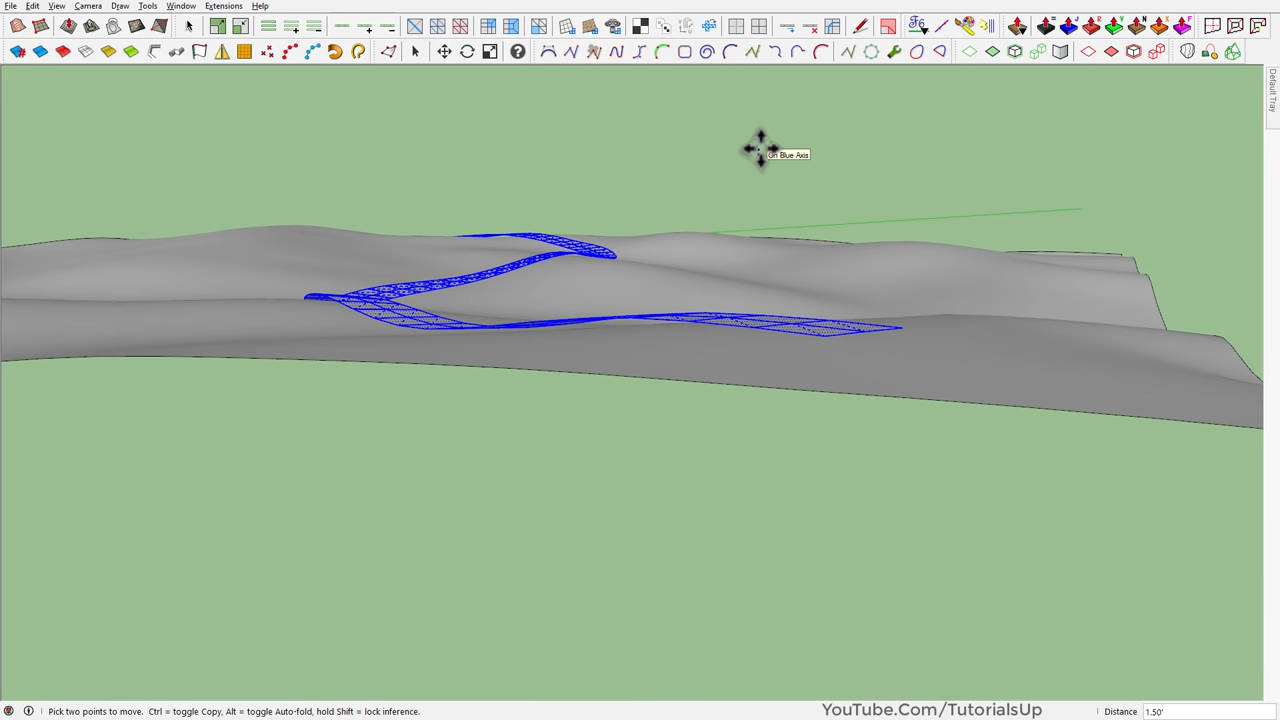 File Edit View Camera Draw Tools Window Extensions Help
Default Tray
On Blue Axis
Pick two points to move. Ctrl = toggle Copy, Alt = toggle Auto-fold, hold Shift = lock inference.
YouTube.Com/TutorialsUp
Distance 1.50'